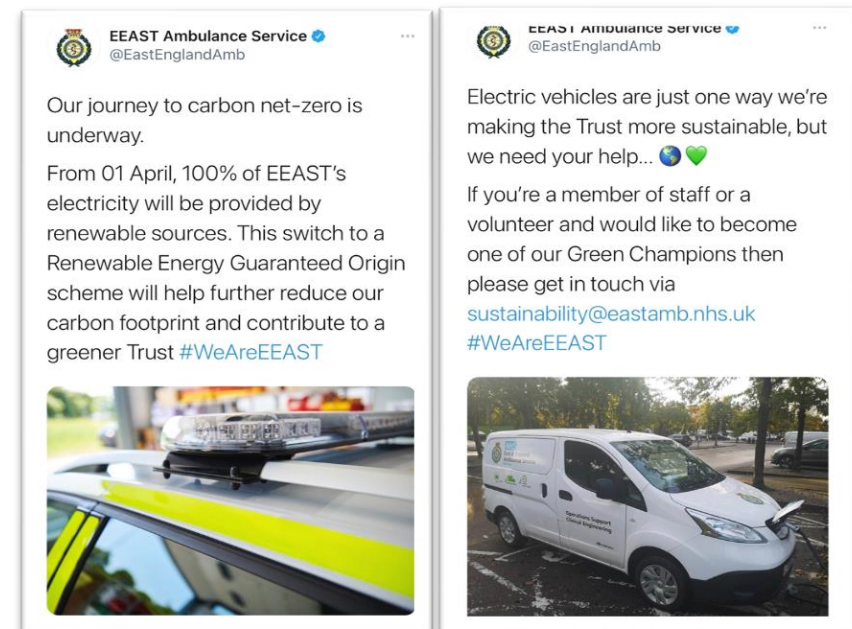 EEAST Ambulance Service
@EastEnglandAmb
Our journey to carbon net-zero is
underway.
From 01 April, 100% of EEAST's
electricity will be provided by
renewable sources. This switch to a
Renewable Energy Guaranteed Origin
scheme will help further reduce our
carbon footprint and contribute to a
greener Trust #WeAreEEAST
EEAST Ambulance Service
@EastEnglandAmb
Electric vehicles are just one way we're
making the Trust more sustainable, but
we need your help... 🌎💚
If you're a member of staff or a
volunteer and would like to become
one of our Green Champions then
please get in touch via
sustainability@eastamb.nhs.uk
#WeAreEEAST
NHS
Operations Support
Clinical Engineering